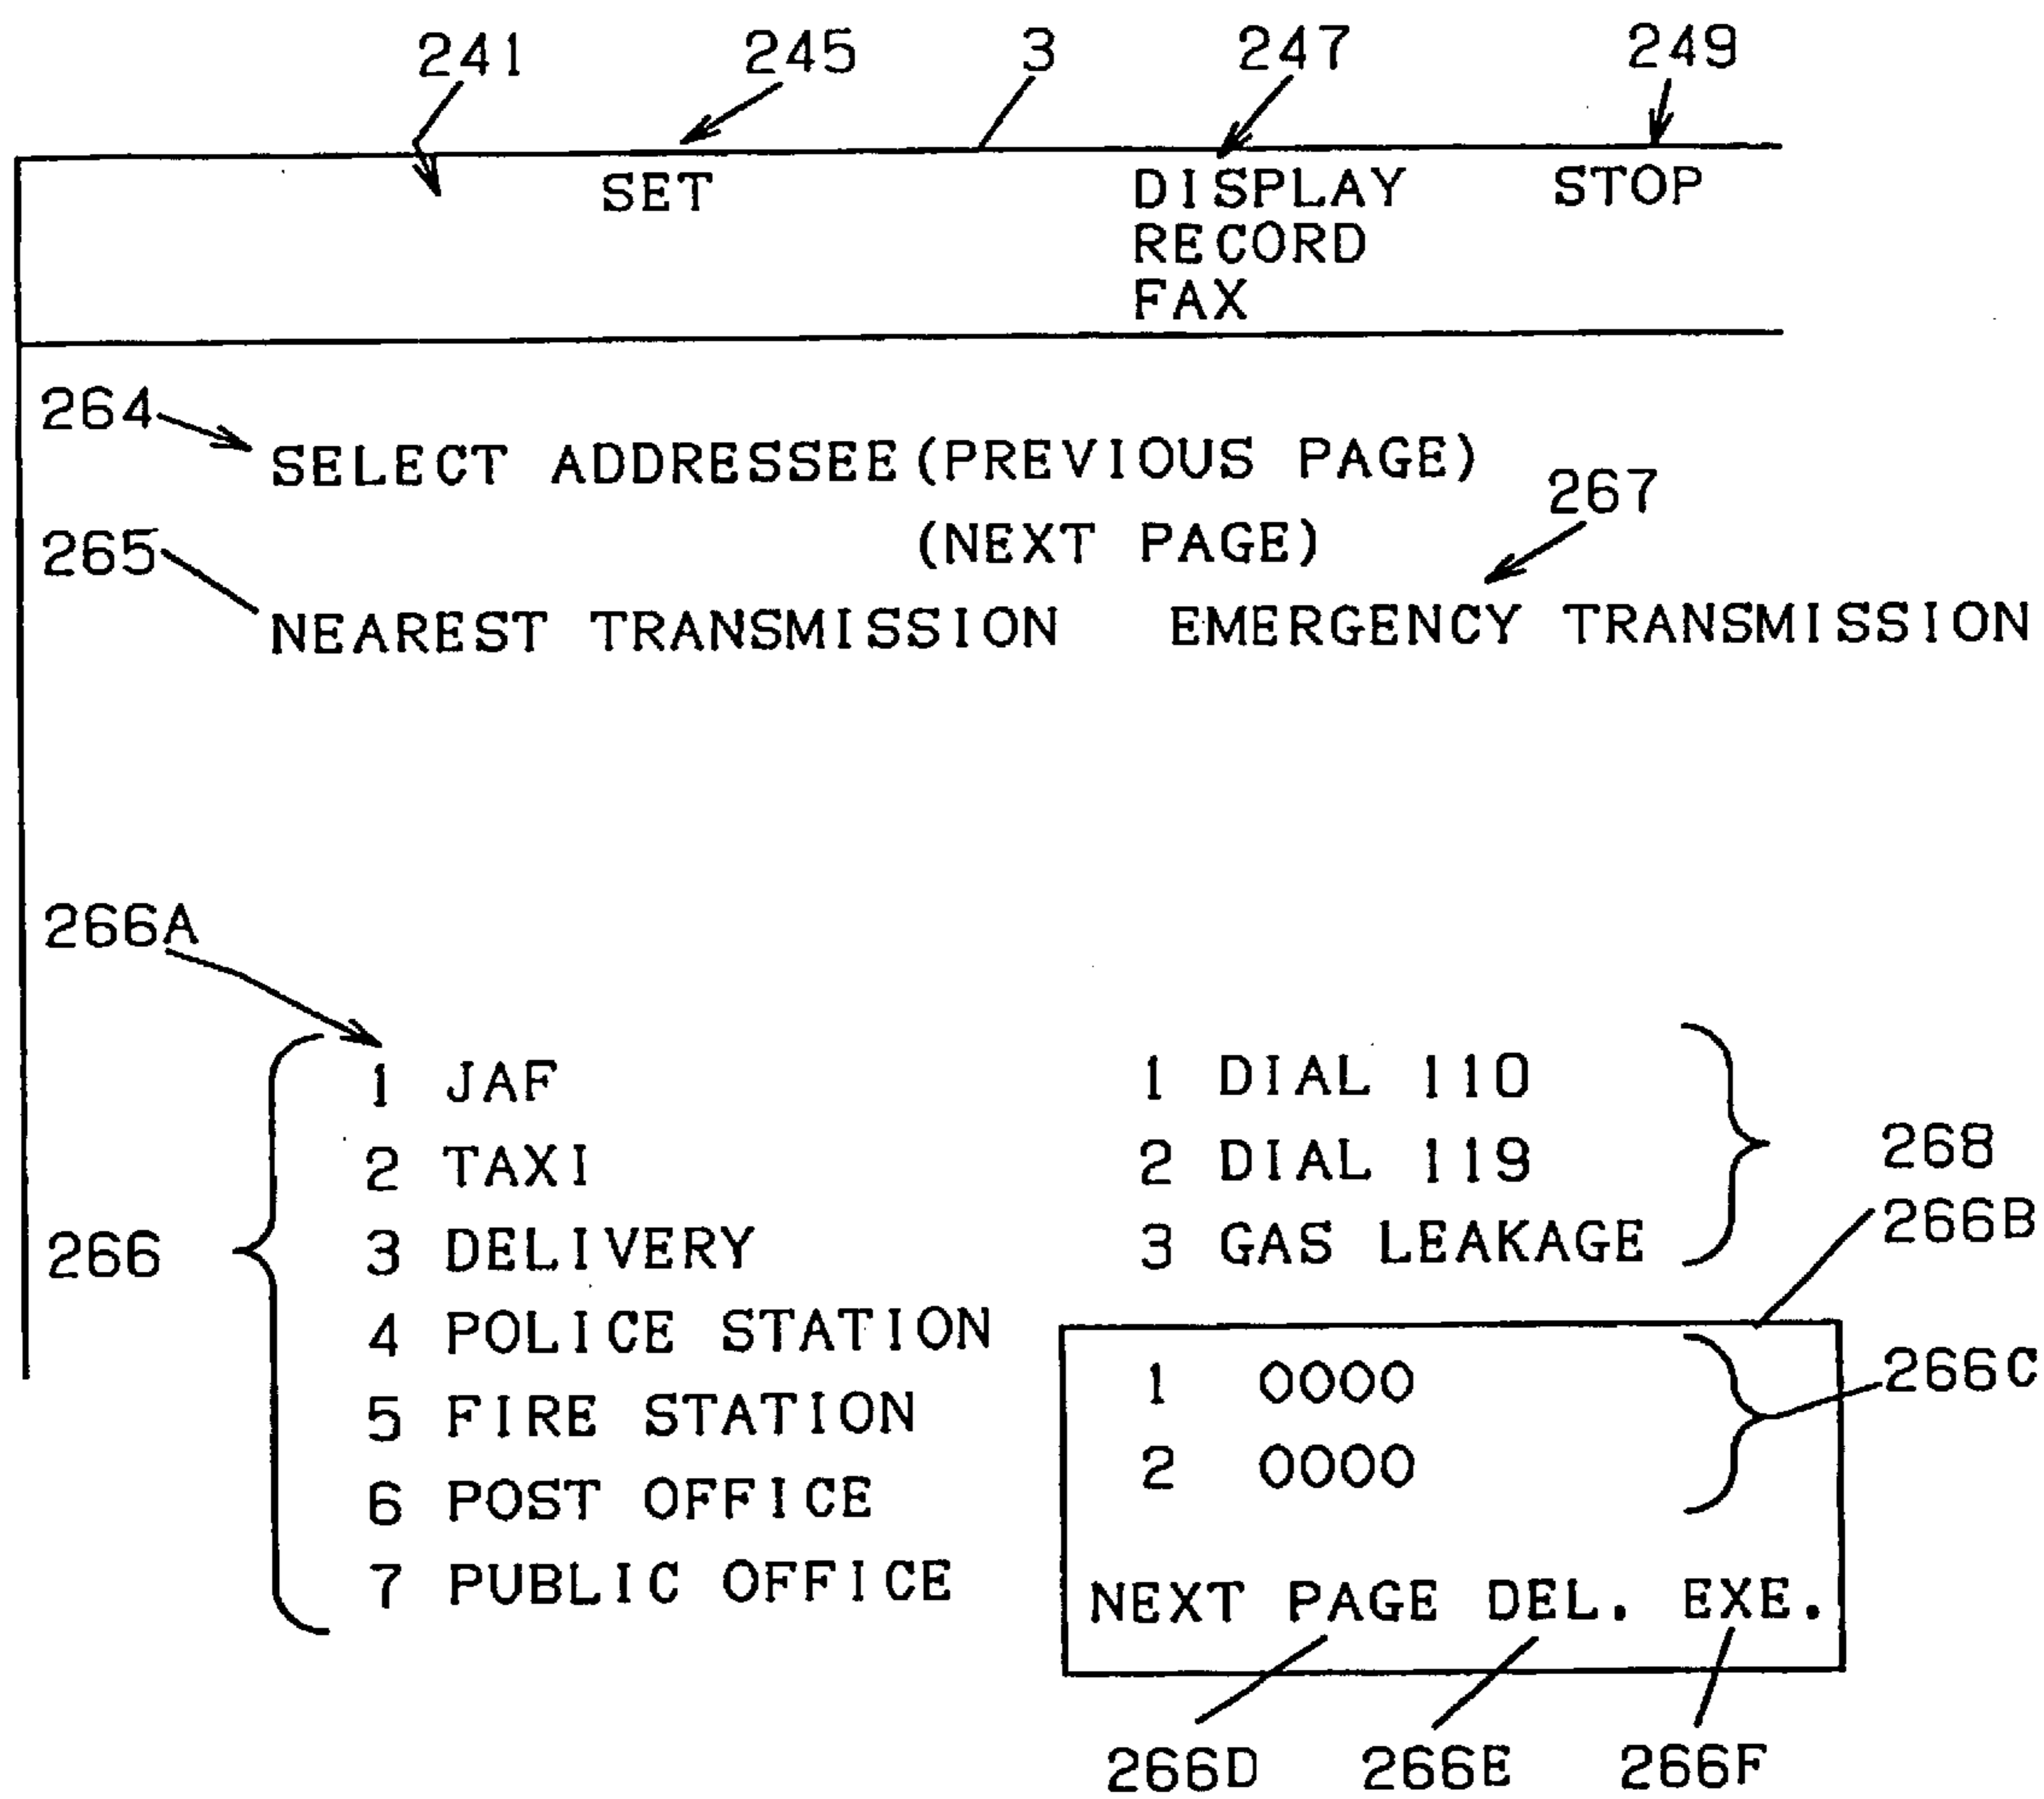 241 245 3 247 249
SET DISPLAY STOP
RECORD
FAX
264
SELECT ADDRESSEE (PREVIOUS PAGE)
267
265 (NEXT PAGE)
NEAREST TRANSMISSION EMERGENCY TRANSMISSION
266A
1 JAF
2 TAXI
3 DELIVERY
4 POLICE STATION
5 FIRE STATION
6 POST OFFICE
7 PUBLIC OFFICE
266
1 DIAL 110
2 DIAL 119
3 GAS LEAKAGE
268
266B
1 0000
2 0000
266C
NEXT PAGE DEL. EXE.
266D 266E 266F